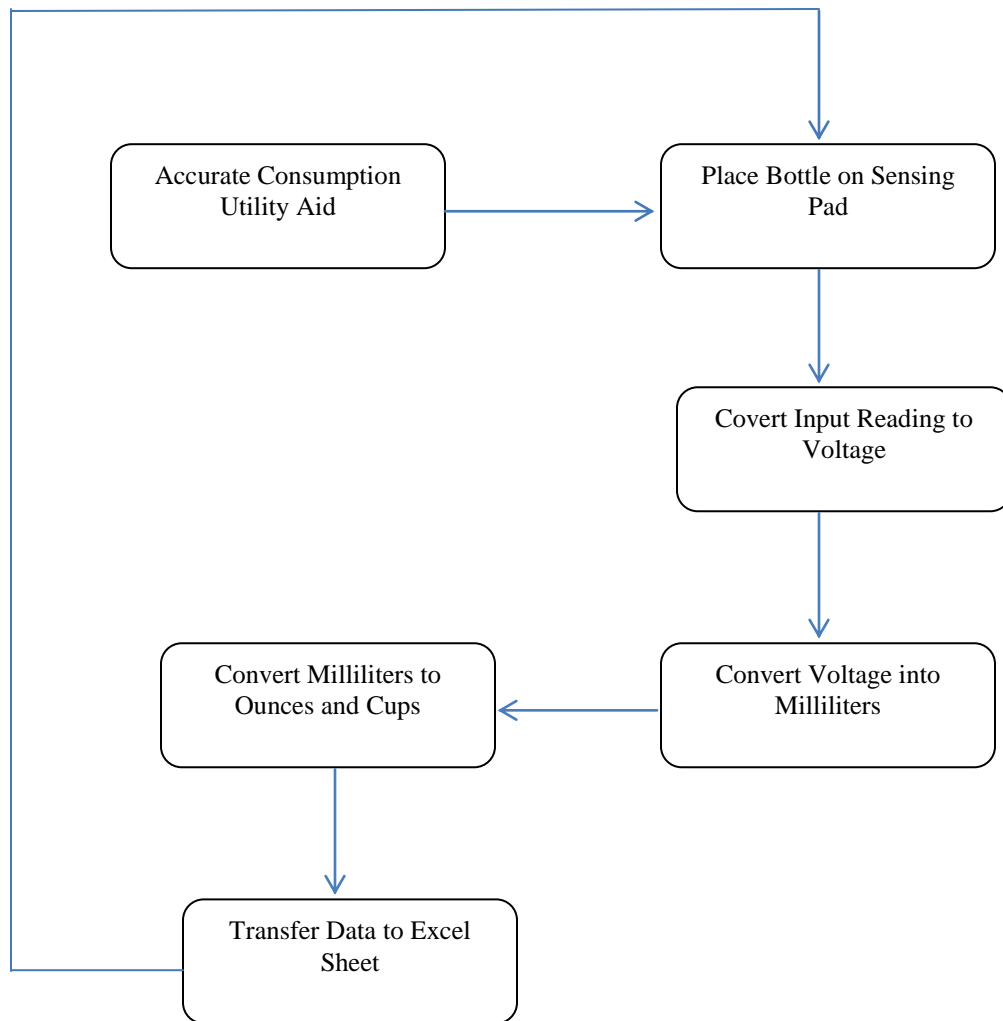 Accurate Consumption
Utility Aid
Place Bottle on Sensing
Pad
Covert Input Reading to
Voltage
Convert Voltage into
Milliliters
Convert Milliliters to
Ounces and Cups
Transfer Data to Excel
Sheet